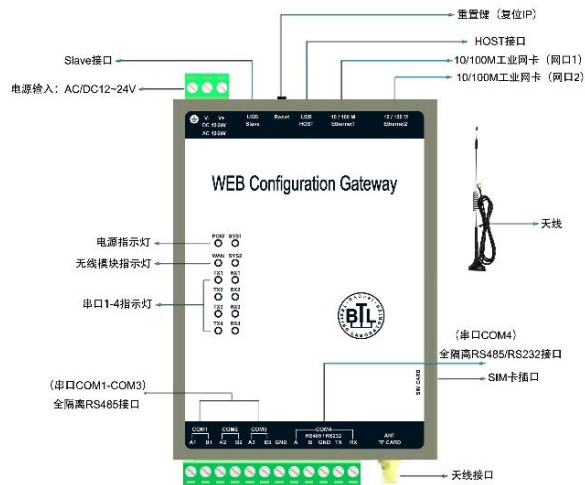 重置键（复位IP）
HOST接口
Slave接口
10/100M工业网卡（网口1）
10/100M工业网卡（网口2）
电源输入：AC/DC12~24V
V- V+
DC 12-24V
AC 12-24V
USB
Slave
Reset
USB
HOST
10 / 100 M
Ethernet1
10 / 100 M
Ethernet2
WEB Configuration Gateway
天线
电源指示灯
POW SYS1
无线模块指示灯
WAN SYS2
TX1 RX1
串口1-4指示灯
TX2 RX2
TX3 RX3
TX4 RX4
BTL
（串口COM4）
全隔离RS485/RS232接口
SIM CARD
SIM卡插口
（串口COM1-COM3）
全隔离RS485接口
COM1 COM2 COM3 COM4
RS485 / RS232
A1 B1 A2 B2 A3 B3 GND A B GND TX RX
ANT
TF CARD
天线接口